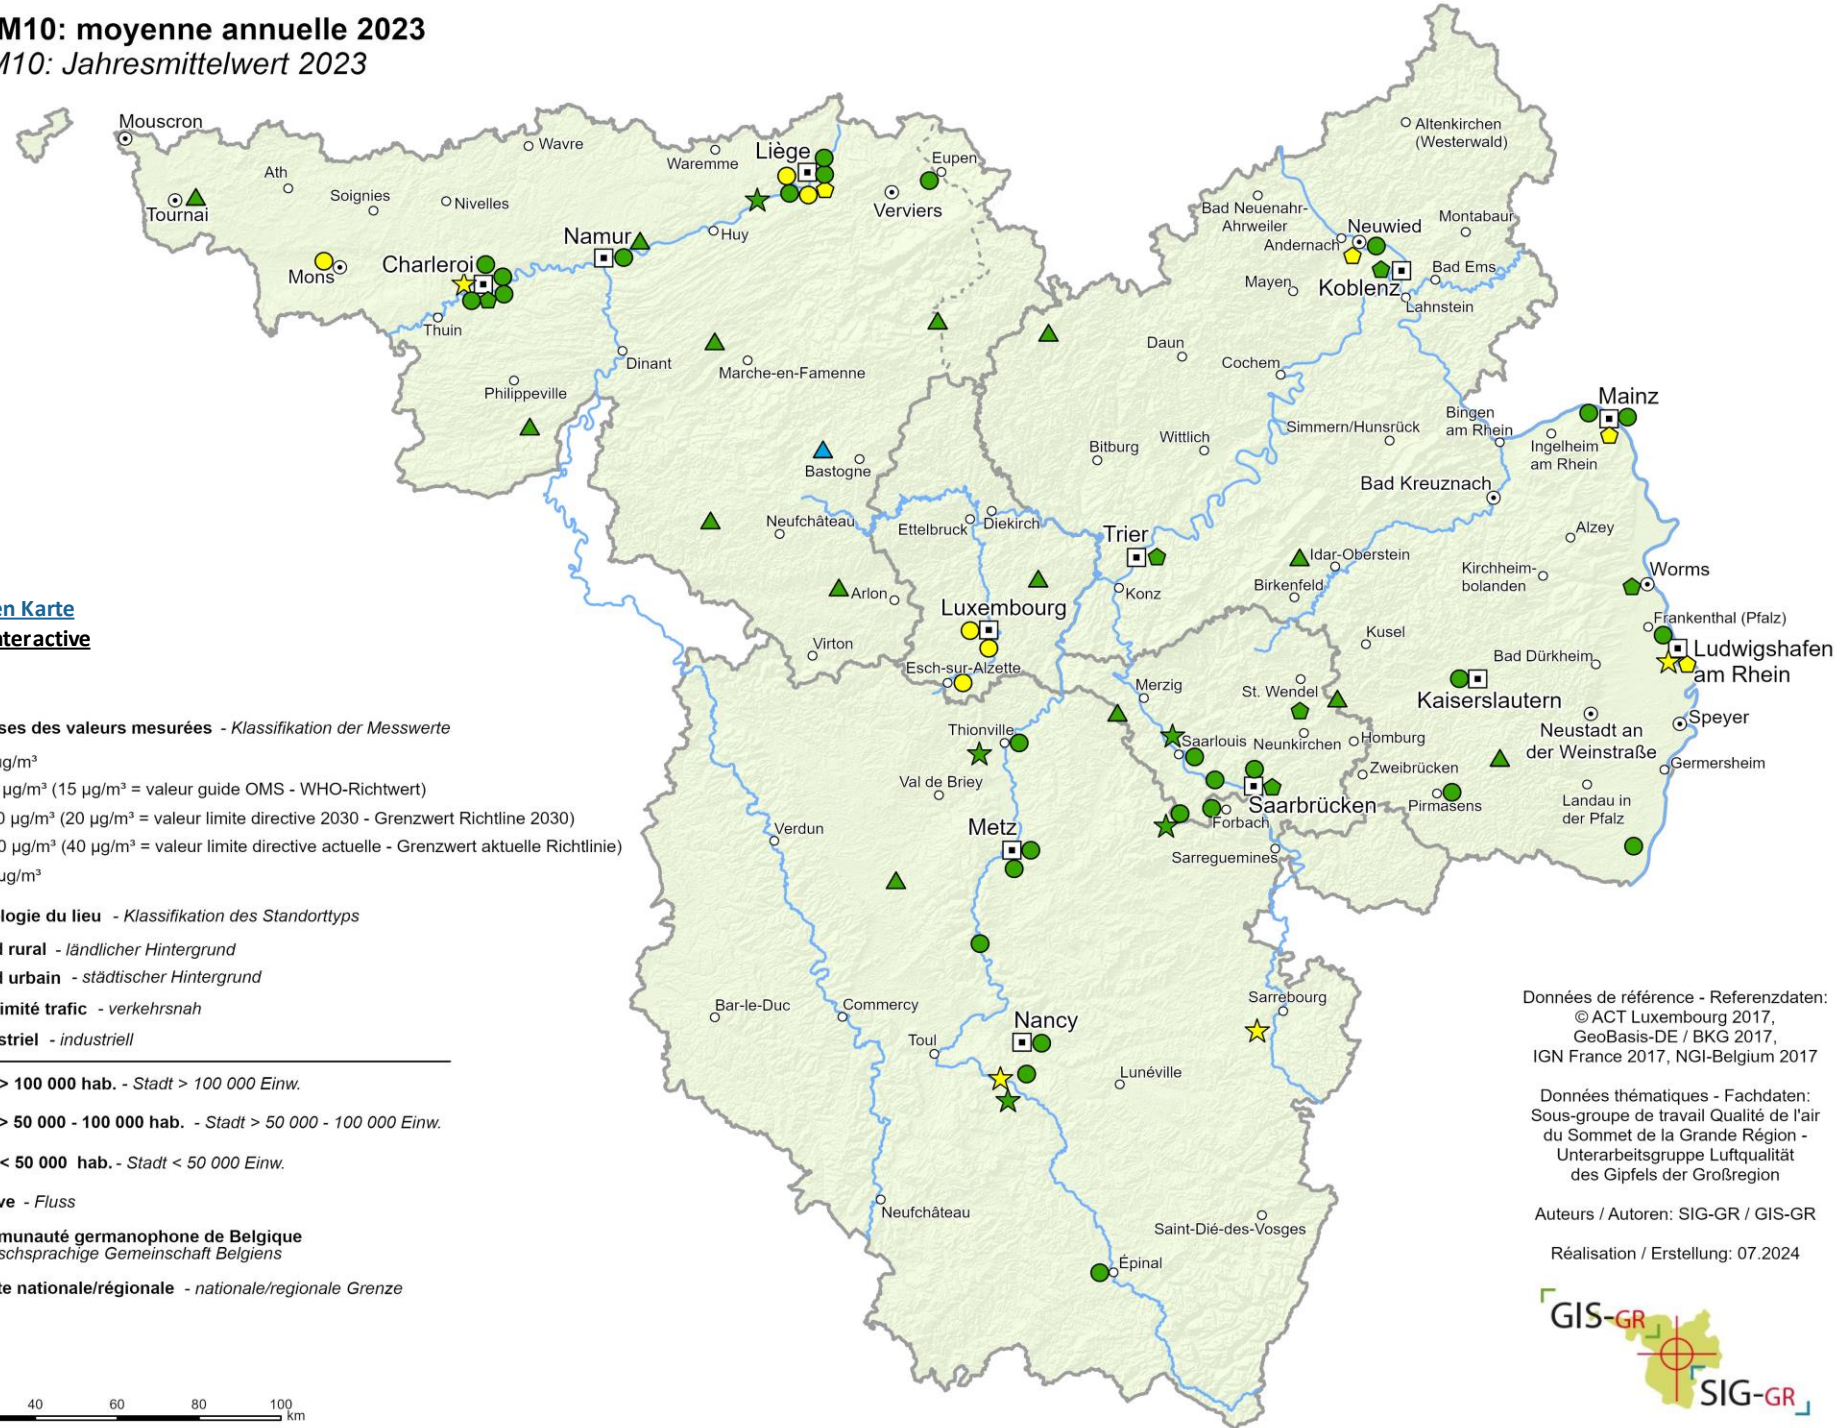 M10: moyenne annuelle 2023
M10: Jahresmittelwert 2023
Mouscron
Tournai
Ath
Soignies
Mons
Nivelles
Wavre
Charleroi
Thuin
Namur
Waremme
Liège
Huy
Verviers
Eupen
Dinant
Philippeville
Marche-en-Famenne
Bastogne
Neufchâteau
Arlon
Virton
Altenkirchen
(Westerwald)
Bad Neuenahr-
Ahrweiler
Andernach
Neuwied
Montabaur
Mayen
Koblenz
Bad Ems
Lahnstein
Daun
Cochem
Simmern/Hunsrück
Bitburg
Wittlich
Bingen
am Rhein
Mainz
Ingelheim
am Rhein
Bad Kreuznach
Alzey
Ettelbruck
Diekirch
Trier
Konz
Idar-Oberstein
Birkenfeld
Kirchheim-
bolanden
Worms
Frankenthal (Pfalz)
Luxembourg
Esch-sur-Alzette
Kusel
Bad Dürkheim
Ludwigshafen
am Rhein
Kaiserslautern
Speyer
Neustadt an
der Weinstraße
Germersheim
Merzig
St. Wendel
Saarlouis
Neunkirchen
Homburg
Zweibrücken
Pirmasens
Landau in
der Pfalz
Saarbrücken
Forbach
Sarreguemines
Thionville
Val de Briey
Metz
Verdun
Bar-le-Duc
Commercy
Toul
Nancy
Lunéville
Sarrebourg
Neufchâteau
Saint-Dié-des-Vosges
Épinal
en Karte
nteractive
ses des valeurs mesurées - Klassifikation der Messwerte
µg/m³
µg/m³ (15 µg/m³ = valeur guide OMS - WHO-Richtwert)
0 µg/m³ (20 µg/m³ = valeur limite directive 2030 - Grenzwert Richtline 2030)
0 µg/m³ (40 µg/m³ = valeur limite directive actuelle - Grenzwert aktuelle Richtlinie)
µg/m³
logie du lieu - Klassifikation des Standorttyps
d rural - ländlicher Hintergrund
d urbain - städtischer Hintergrund
imité trafic - verkehrsnah
striel - industriell
> 100 000 hab. - Stadt > 100 000 Einw.
> 50 000 - 100 000 hab. - Stadt > 50 000 - 100 000 Einw.
< 50 000 hab. - Stadt < 50 000 Einw.
ve - Fluss
munauté germanophone de Belgique
schsprachige Gemeinschaft Belgiens
te nationale/régionale - nationale/regionale Grenze
40 60 80 100
km
Données de référence - Referenzdaten:
© ACT Luxembourg 2017,
GeoBasis-DE / BKG 2017,
IGN France 2017, NGI-Belgium 2017
Données thématiques - Fachdaten:
Sous-groupe de travail Qualité de l'air
du Sommet de la Grande Région -
Unterarbeitsgruppe Luftqualität
des Gipfels der Großregion
Auteurs / Autoren: SIG-GR / GIS-GR
Réalisation / Erstellung: 07.2024
GIS-GR
SIG-GR